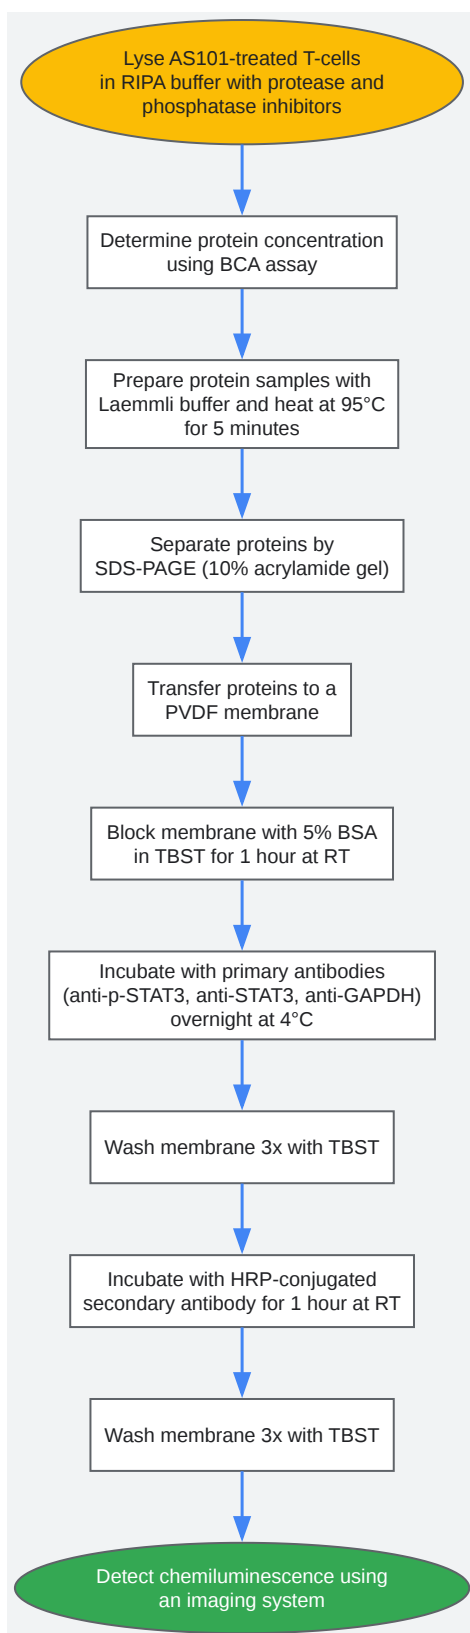 Lyse AS101-treated T-cells
in RIPA buffer with protease and
phosphatase inhibitors
Determine protein concentration
using BCA assay
Prepare protein samples with
Laemmli buffer and heat at 95°C
for 5 minutes
Separate proteins by
SDS-PAGE (10% acrylamide gel)
Transfer proteins to a
PVDF membrane
Block membrane with 5% BSA
in TBST for 1 hour at RT
Incubate with primary antibodies
(anti-p-STAT3, anti-STAT3, anti-GAPDH)
overnight at 4°C
Wash membrane 3x with TBST
Incubate with HRP-conjugated
secondary antibody for 1 hour at RT
Wash membrane 3x with TBST
Detect chemiluminescence using
an imaging system